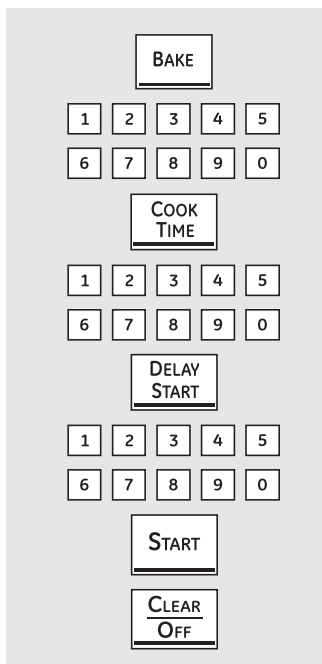 BAKE
1 2 3 4 5
6 7 8 9 0
COOK
TIME
1 2 3 4 5
6 7 8 9 0
DELAY
START
1 2 3 4 5
6 7 8 9 0
START
CLEAR
OFF